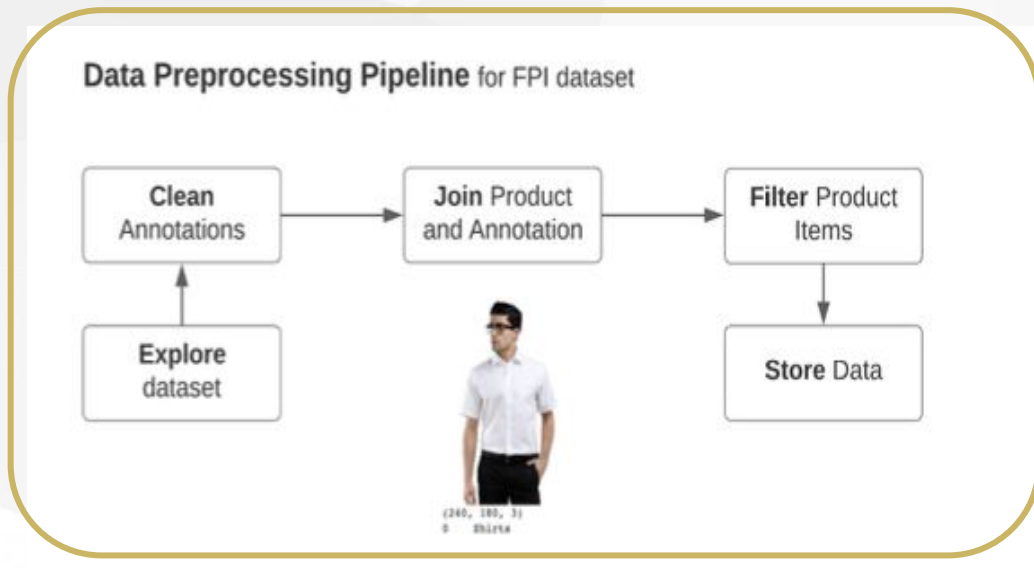 Data Preprocessing Pipeline for FPI dataset
Clean
Annotations
Join Product
and Annotation
Filter Product
Items
Explore
dataset
Store Data
(240, 180, 3)
0 Shirts